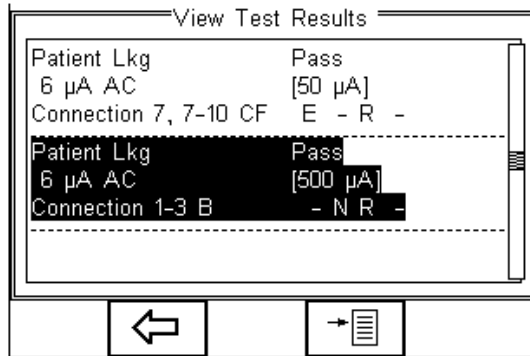 View Test Results
Patient Lkg Pass
6 µA AC [50 µA]
Connection 7, 7-10 CF E - R -
Patient Lkg Pass
6 µA AC [500 µA]
Connection 1-3 B - N R -